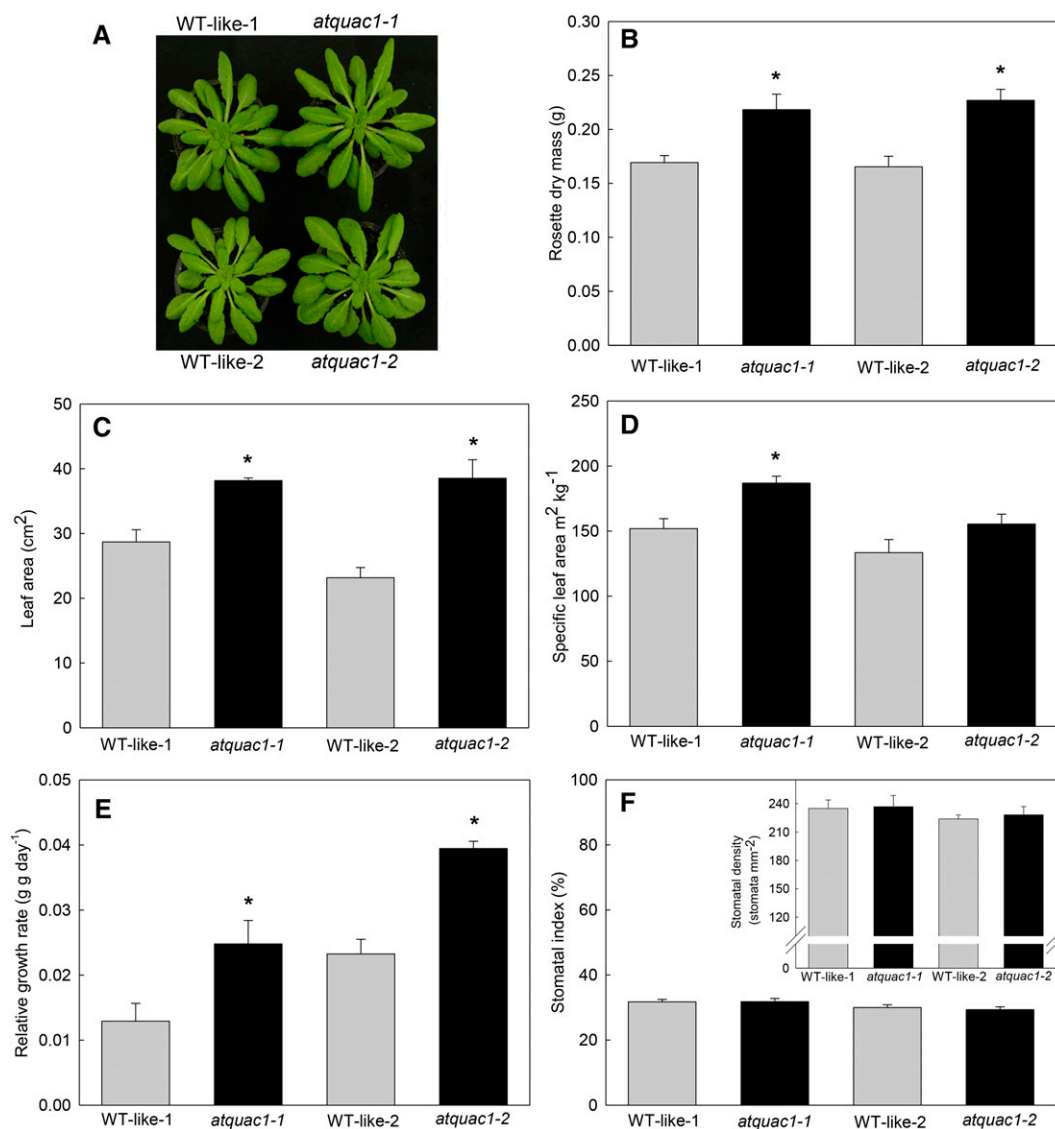 A
WT-like-1 atquac1-1
WT-like-2 atquac1-2
B
Rosette dry mass (g)
0.30
0.25
0.20
0.15
0.10
0.05
0.00
* *
WT-like-1 atquac1-1 WT-like-2 atquac1-2
C
Leaf area (cm2)
50
40
30
20
10
0
* *
WT-like-1 atquac1-1 WT-like-2 atquac1-2
D
Specific leaf area m2 kg-1
250
200
150
100
50
0
*
WT-like-1 atquac1-1 WT-like-2 atquac1-2
E
Relative growth rate (g g day-1)
0.05
0.04
0.03
0.02
0.01
0.00
* *
WT-like-1 atquac1-1 WT-like-2 atquac1-2
F
Stomatal index (%)
100
80
60
40
20
0
Stomatal density
(stomata mm-2)
240
210
180
150
120
0
WT-like-1 atquac1-1 WT-like-2 atquac1-2
WT-like-1 atquac1-1 WT-like-2 atquac1-2